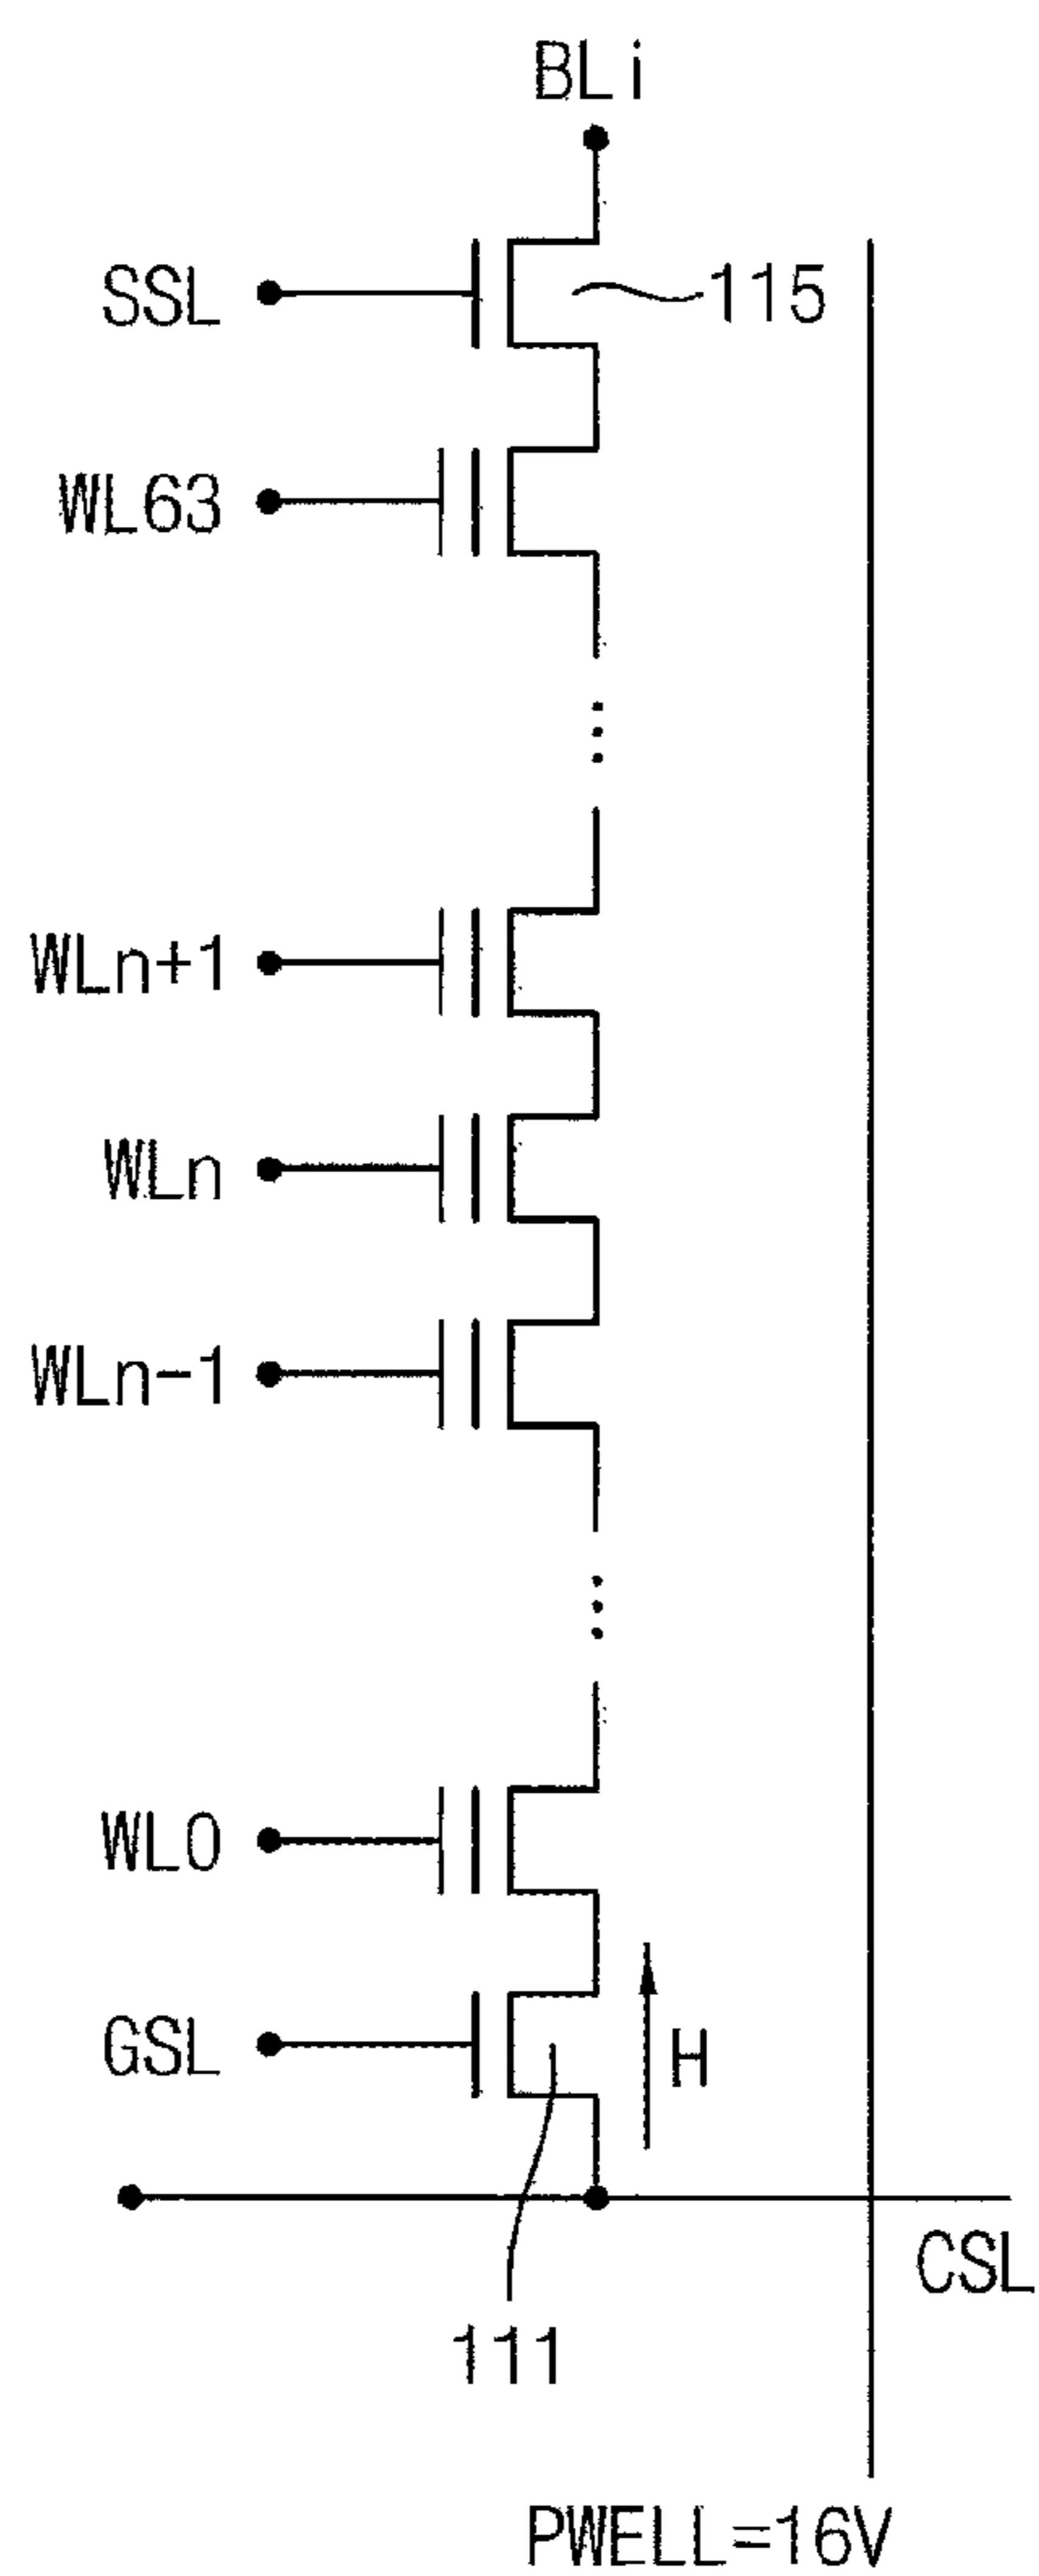 BLi
SSL
115
WL63
WLn+1
WLn
WLn-1
WL0
GSL
H
CSL
111
PWELL=16V